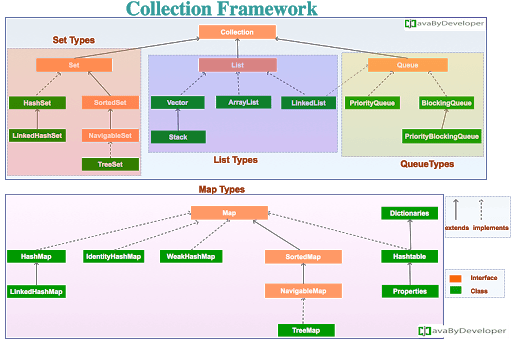 Collection Framework
Collection
avaByDeveloper
Set Types
Set
List
Queue
HashSet
SortedSet
Vector
ArrayList
LinkedList
PriorityQueue
BlockingQueue
LinkedHashSet
NavigableSet
Stack
PriorityBlockingQueue
TreeSet
List Types
QueueTypes
Map Types
Map
Dictionaries
extends
implements
HashMap
IdentityHashMap
WeakHashMap
SortedMap
Hashtable
Interface
Class
LinkedHashMap
NavigableMap
Properties
TreeMap
avaByDeveloper